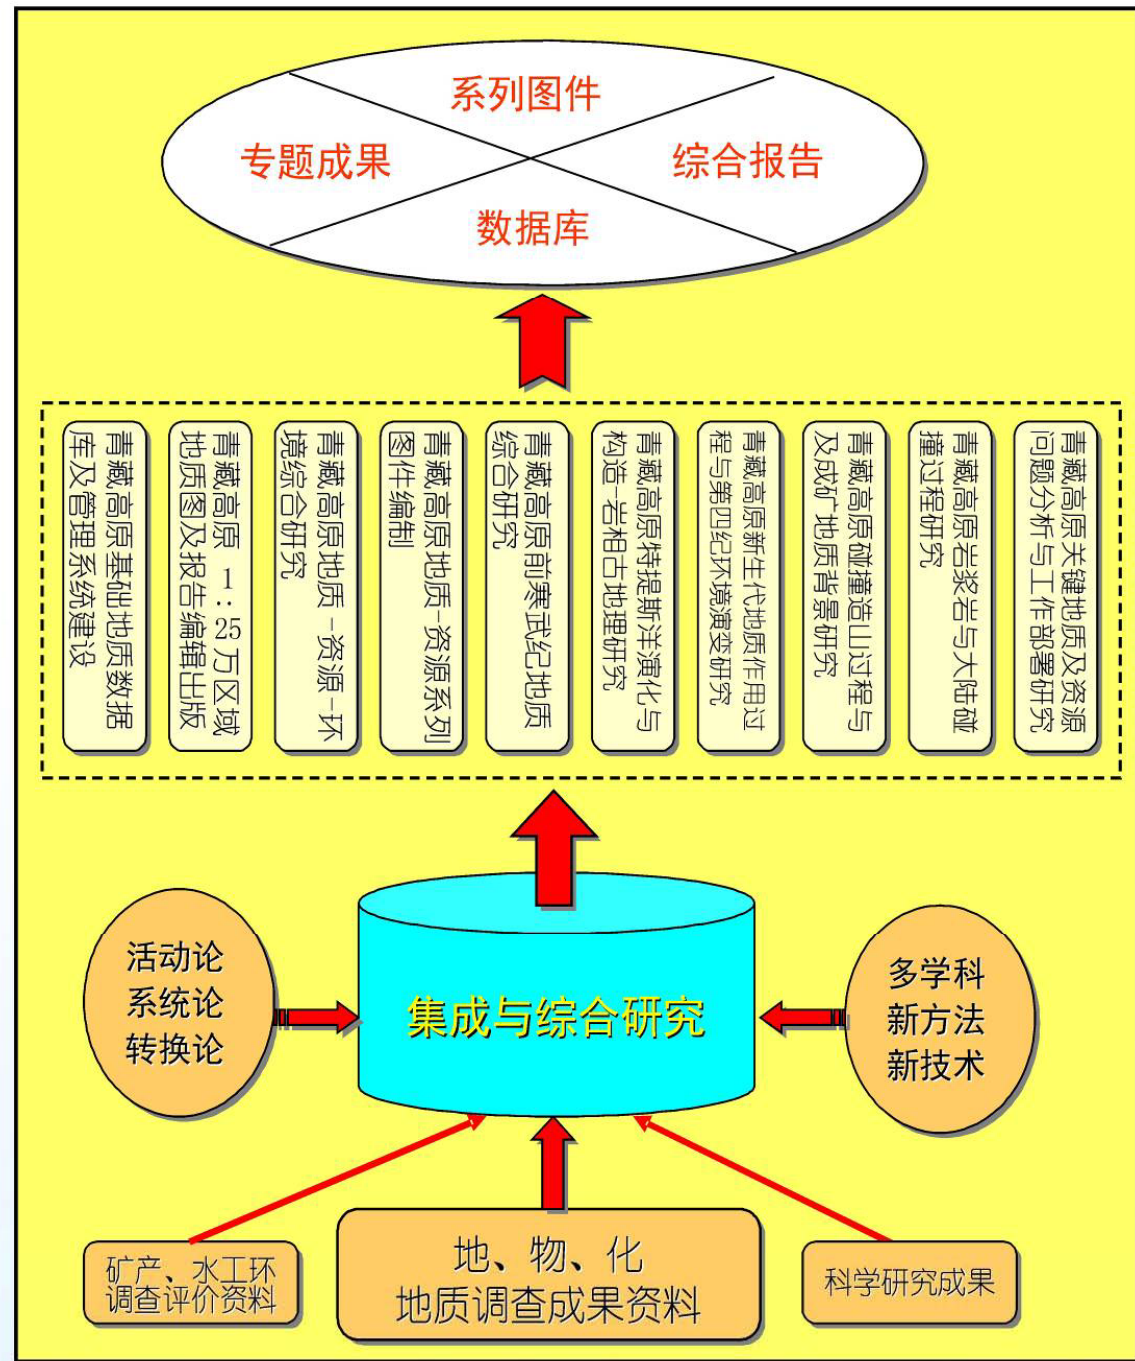 系列图件
专题成果
综合报告
数据库
青藏高原基础地质数据
库及管理系统建设
青藏高原 1:25万区域
地质图及报告编辑出版
青藏高原地质-资源-环
境综合研究
青藏高原地质-资源系列
图件编制
青藏高原前寒武纪地质
综合研究
青藏高原特提斯洋演化与
构造-岩相古地理研究
青藏高原新生代地质作用过
程与第四纪环境演变研究
青藏高原碰撞造山过程与
及成矿地质背景研究
青藏高原岩浆岩与大陆碰
撞过程研究
青藏高原关键地质及资源
问题分析与工作部署研究
活动论
系统论
转换论
集成与综合研究
多学科
新方法
新技术
矿产、水工环
调查评价资料
地、物、化
地质调查成果资料
科学研究成果